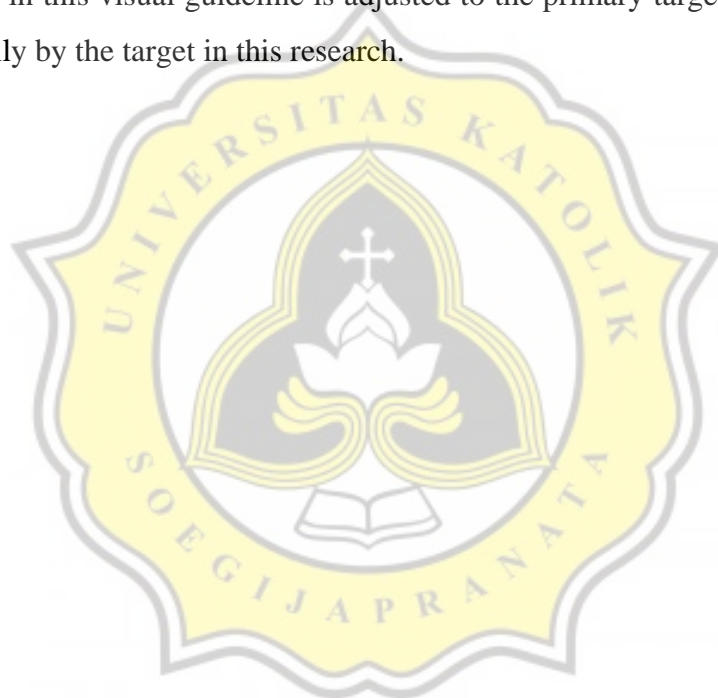 in this visual guideline is adjusted to the primary targe
ly by the target in this research.
UNIVERSITAS KATOLIK
SOEGIJAPRANATA